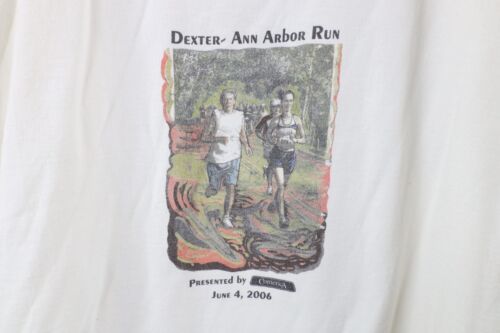 Dexter- Ann Arbor Run
Presented by Comerica
June 4, 2006